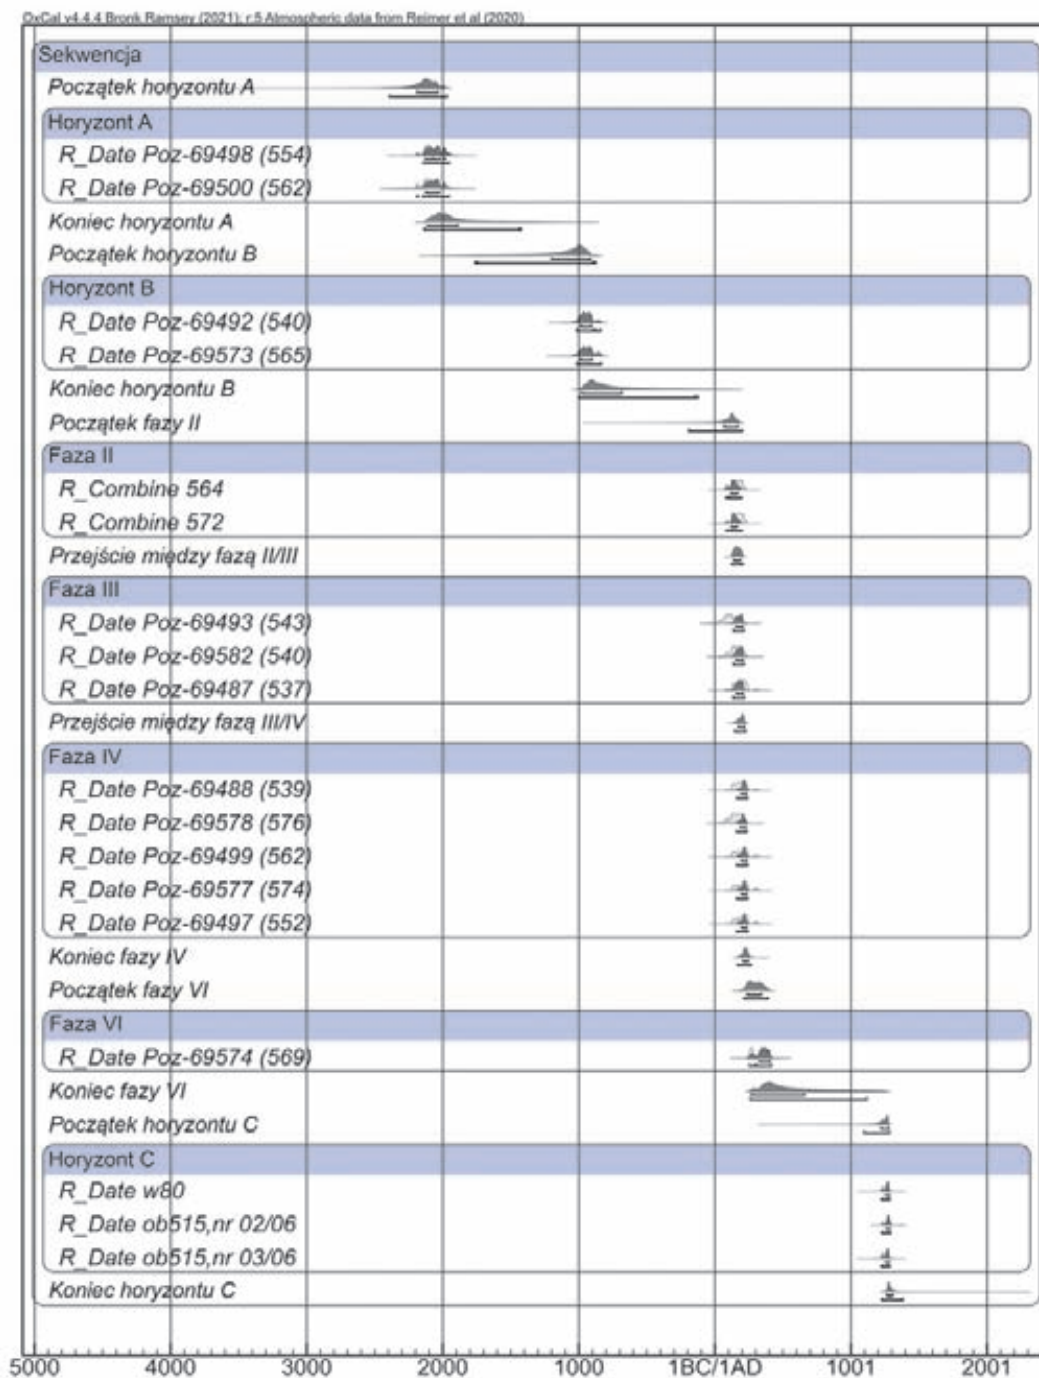 OxCal v4.4.4 Bronk Ramsey (2021); r:5 Atmospheric data from Reimer et al (2020)
Sekwencja
Początek horyzontu A
Horyzont A
R_Date Poz-69498 (554)
R_Date Poz-69500 (562)
Koniec horyzontu A
Początek horyzontu B
Horyzont B
R_Date Poz-69492 (540)
R_Date Poz-69573 (565)
Koniec horyzontu B
Początek fazy II
Faza II
R_Combine 564
R_Combine 572
Przejście między fazą II/III
Faza III
R_Date Poz-69493 (543)
R_Date Poz-69582 (540)
R_Date Poz-69487 (537)
Przejście między fazą III/IV
Faza IV
R_Date Poz-69488 (539)
R_Date Poz-69578 (576)
R_Date Poz-69499 (562)
R_Date Poz-69577 (574)
R_Date Poz-69497 (552)
Koniec fazy IV
Początek fazy VI
Faza VI
R_Date Poz-69574 (569)
Koniec fazy VI
Początek horyzontu C
Horyzont C
R_Date w80
R_Date ob515,nr 02/06
R_Date ob515,nr 03/06
Koniec horyzontu C
5000 4000 3000 2000 1000 1BC/1AD 1001 2001